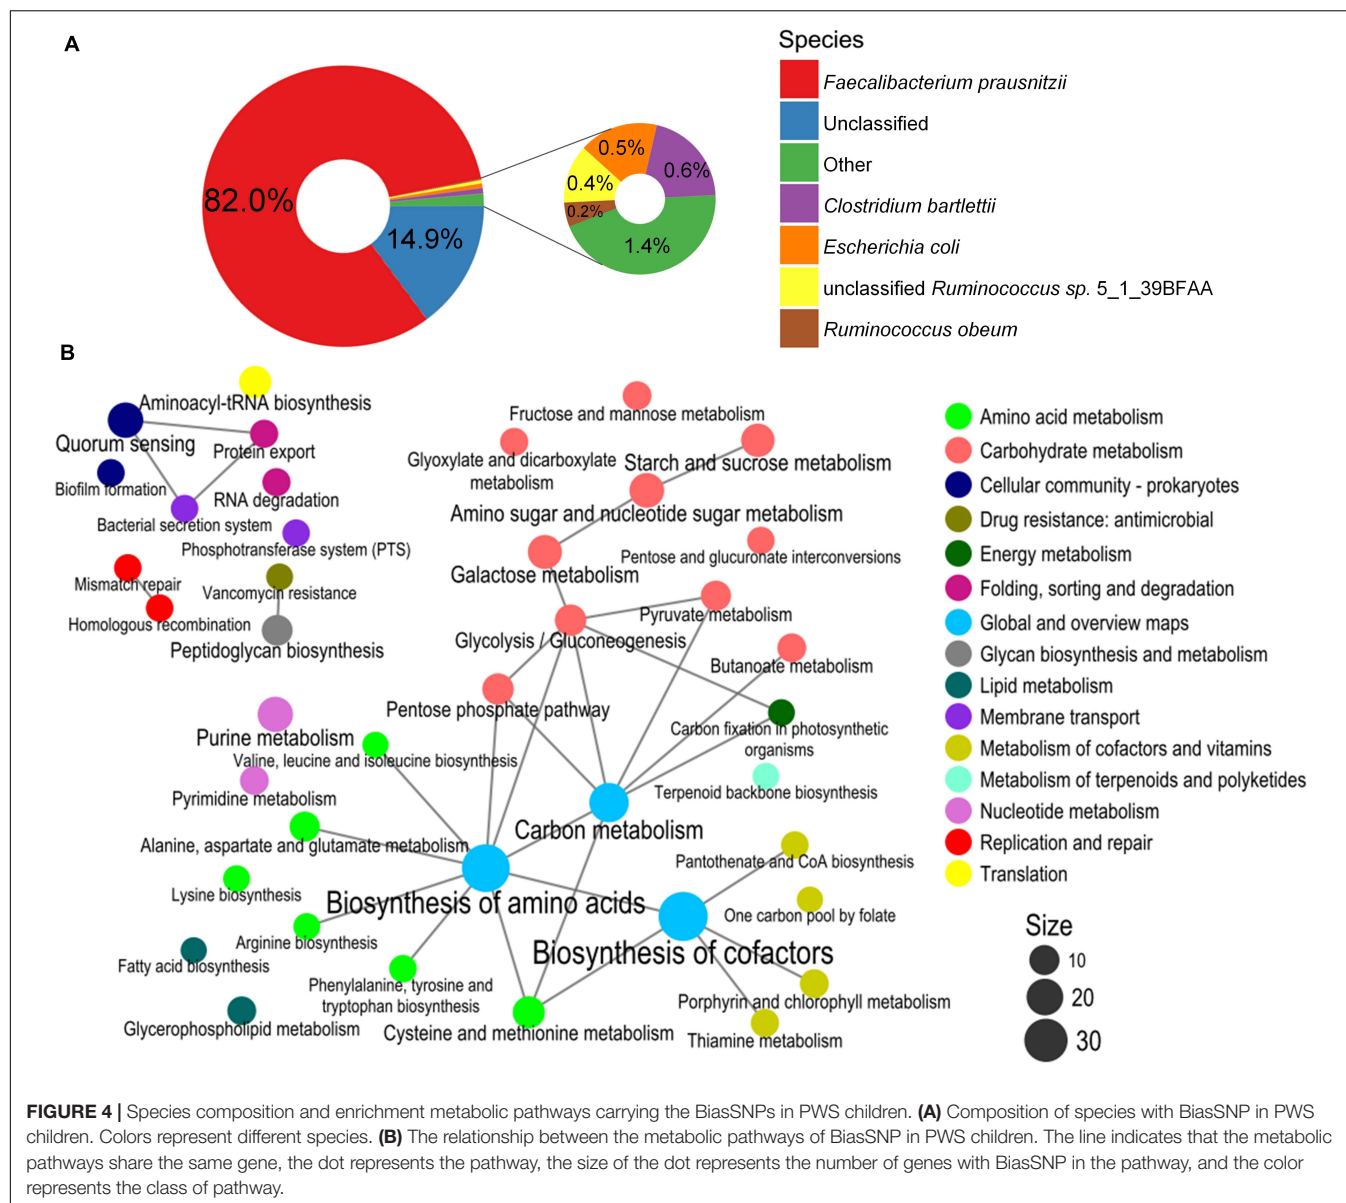 A
82.0%
14.9%
0.5%
0.6%
0.4%
0.2%
1.4%
Species
Faecalibacterium prausnitzii
Unclassified
Other
Clostridium bartlettii
Escherichia coli
unclassified Ruminococcus sp. 5_1_39BFAA
Ruminococcus obeum
B
Aminoacyl-tRNA biosynthesis
Quorum sensing
Protein export
Biofilm formation
RNA degradation
Bacterial secretion system
Phosphotransferase system (PTS)
Mismatch repair
Vancomycin resistance
Homologous recombination
Peptidoglycan biosynthesis
Fructose and mannose metabolism
Glyoxylate and dicarboxylate
metabolism
Starch and sucrose metabolism
Amino sugar and nucleotide sugar metabolism
Pentose and glucuronate interconversions
Galactose metabolism
Pyruvate metabolism
Glycolysis / Gluconeogenesis
Butanoate metabolism
Pentose phosphate pathway
Carbon fixation in photosynthetic
organisms
Purine metabolism
Valine, leucine and isoleucine biosynthesis
Pyrimidine metabolism
Terpenoid backbone biosynthesis
Carbon metabolism
Alanine, aspartate and glutamate metabolism
Pantothenate and CoA biosynthesis
Lysine biosynthesis
Biosynthesis of amino acids
One carbon pool by folate
Arginine biosynthesis
Biosynthesis of cofactors
Fatty acid biosynthesis
Phenylalanine, tyrosine and
tryptophan biosynthesis
Porphyrin and chlorophyll metabolism
Glycerophospholipid metabolism
Cysteine and methionine metabolism
Thiamine metabolism
Amino acid metabolism
Carbohydrate metabolism
Cellular community - prokaryotes
Drug resistance: antimicrobial
Energy metabolism
Folding, sorting and degradation
Global and overview maps
Glycan biosynthesis and metabolism
Lipid metabolism
Membrane transport
Metabolism of cofactors and vitamins
Metabolism of terpenoids and polyketides
Nucleotide metabolism
Replication and repair
Translation
Size
10
20
30
FIGURE 4 | Species composition and enrichment metabolic pathways carrying the BiasSNPs in PWS children. (A) Composition of species with BiasSNP in PWS
children. Colors represent different species. (B) The relationship between the metabolic pathways of BiasSNP in PWS children. The line indicates that the metabolic
pathways share the same gene, the dot represents the pathway, the size of the dot represents the number of genes with BiasSNP in the pathway, and the color
represents the class of pathway.